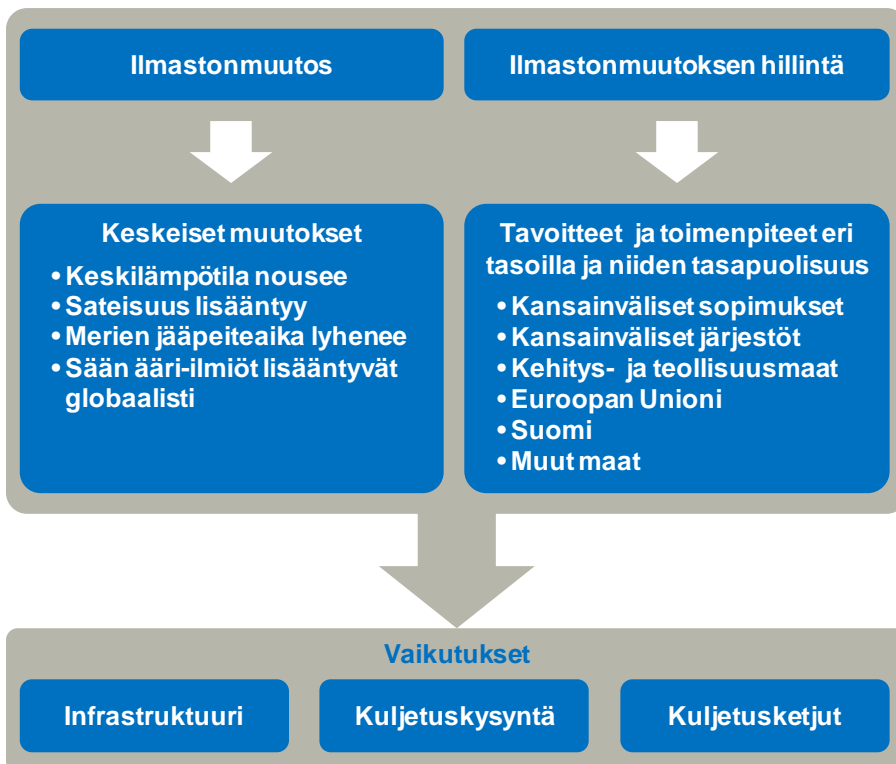 Ilmastonmuutos
Ilmastonmuutoksen hillintä
Keskeiset muutokset
• Keskilämpötila nousee
• Sateisuus lisääntyy
• Merien jääpeiteaika lyhenee
• Sään ääri-ilmiöt lisääntyvät
globaalisti
Tavoitteet ja toimenpiteet eri
tasoilla ja niiden tasapuolisuus
• Kansainväliset sopimukset
• Kansainväliset järjestöt
• Kehitys- ja teollisuusmaat
• Euroopan Unioni
• Suomi
• Muut maat
Vaikutukset
Infrastruktuuri
Kuljetuskysyntä
Kuljetusketjut